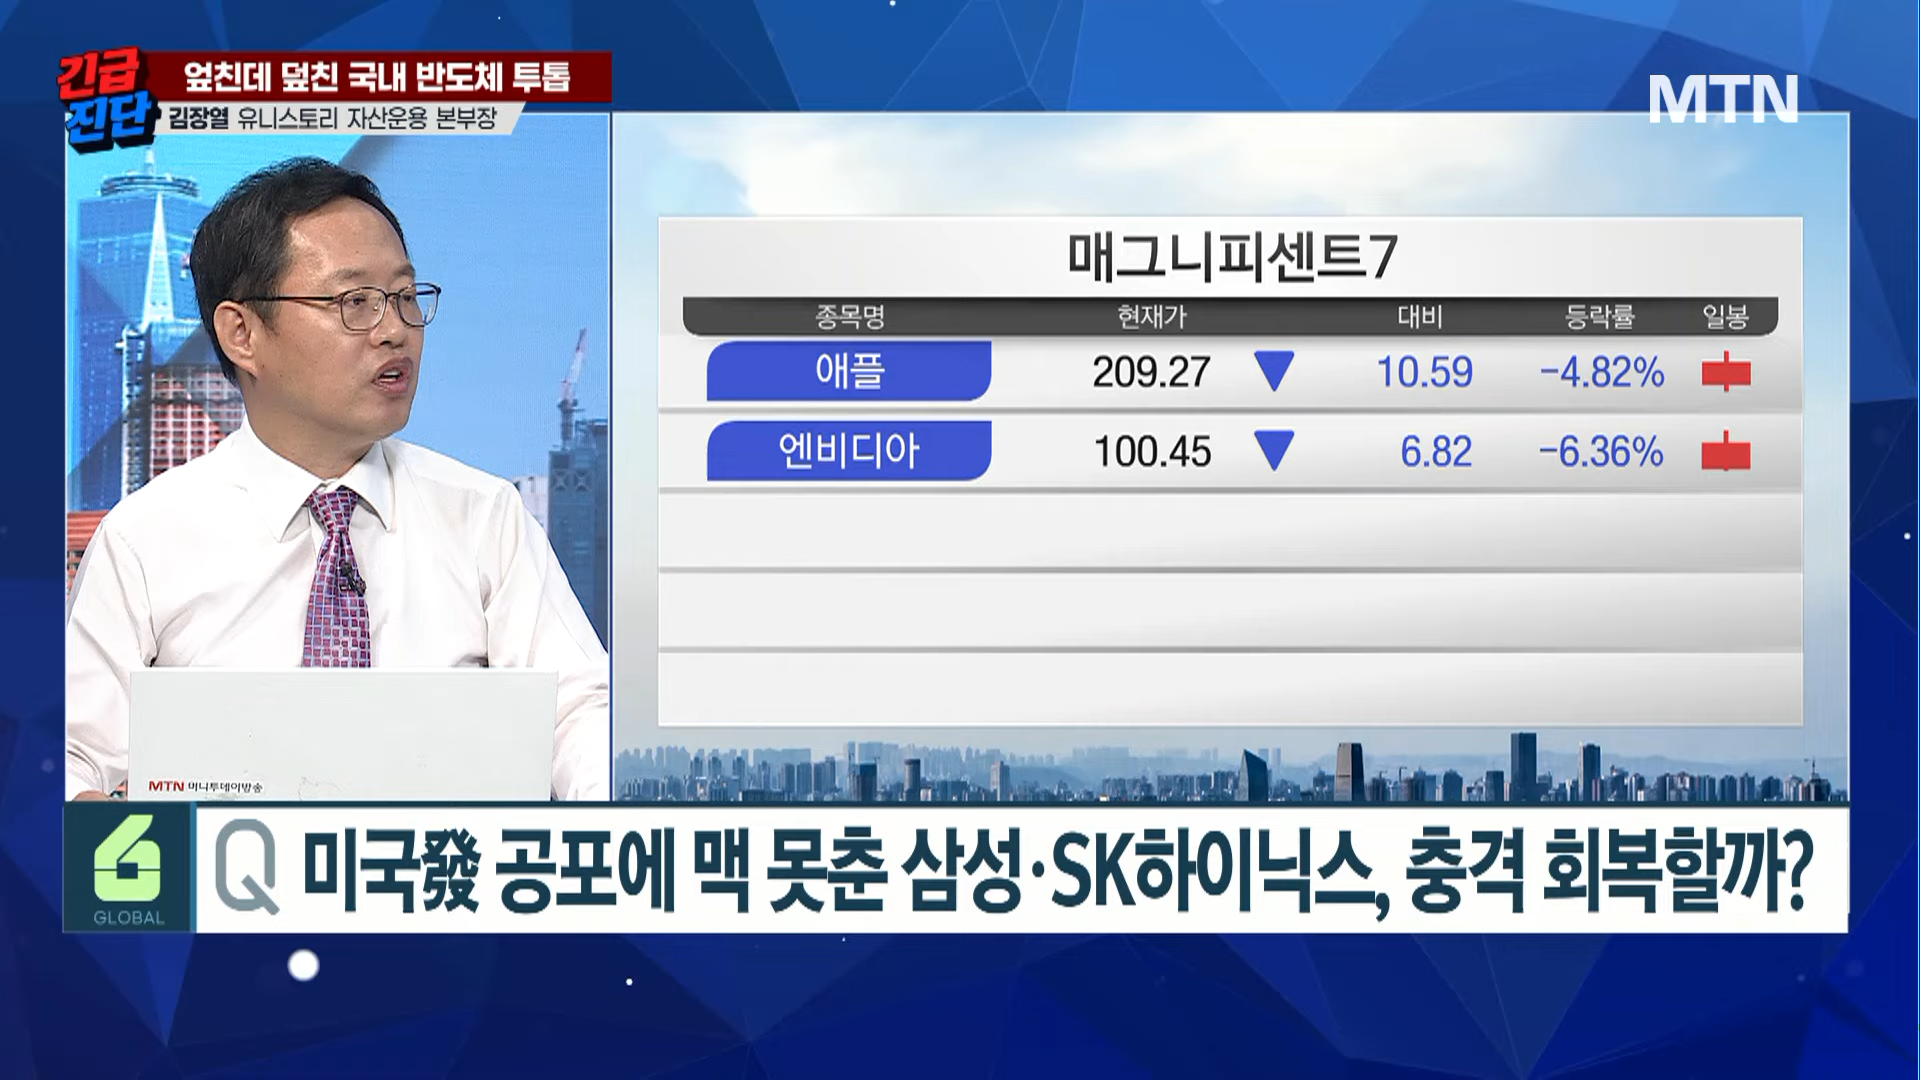 긴급
진단
엎친데 덮친 국내 반도체 투톱
김장열 유니스토리 자산운용 본부장
MTN
매그니피센트7
종목명 현재가 대비 등락률 일봉
애플 209.27 ▼ 10.59 -4.82%
엔비디아 100.45 ▼ 6.82 -6.36%
MTN 머니투데이방송
GLOBAL
Q 미국發 공포에 맥 못춘 삼성·SK하이닉스, 충격 회복할까?